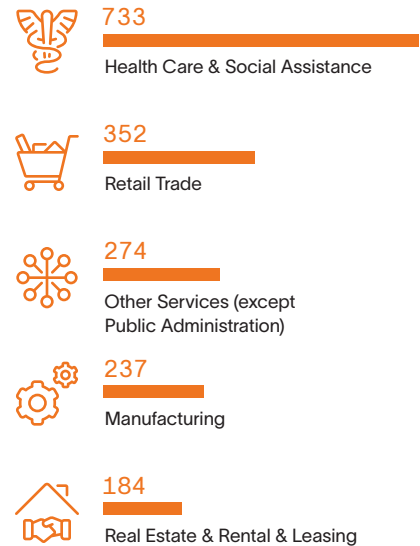 733
Health Care & Social Assistance
352
Retail Trade
274
Other Services (except
Public Administration)
237
Manufacturing
184
Real Estate & Rental & Leasing